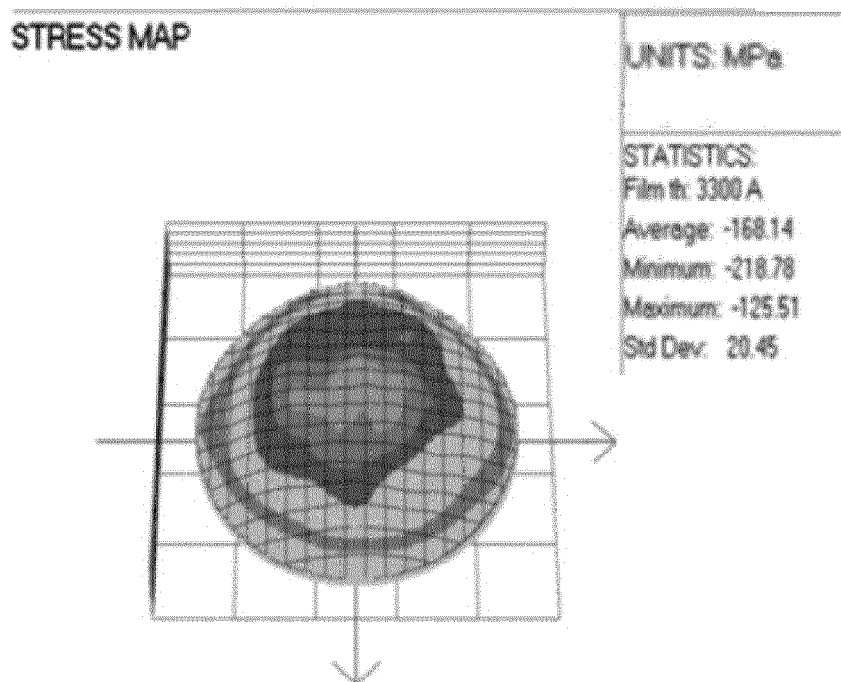 STRESS MAP
UNITS: MPa
STATISTICS:
Film th: 3300 A
Average: -168.14
Minimum: -218.78
Maximum: -125.51
Std Dev: 20.45